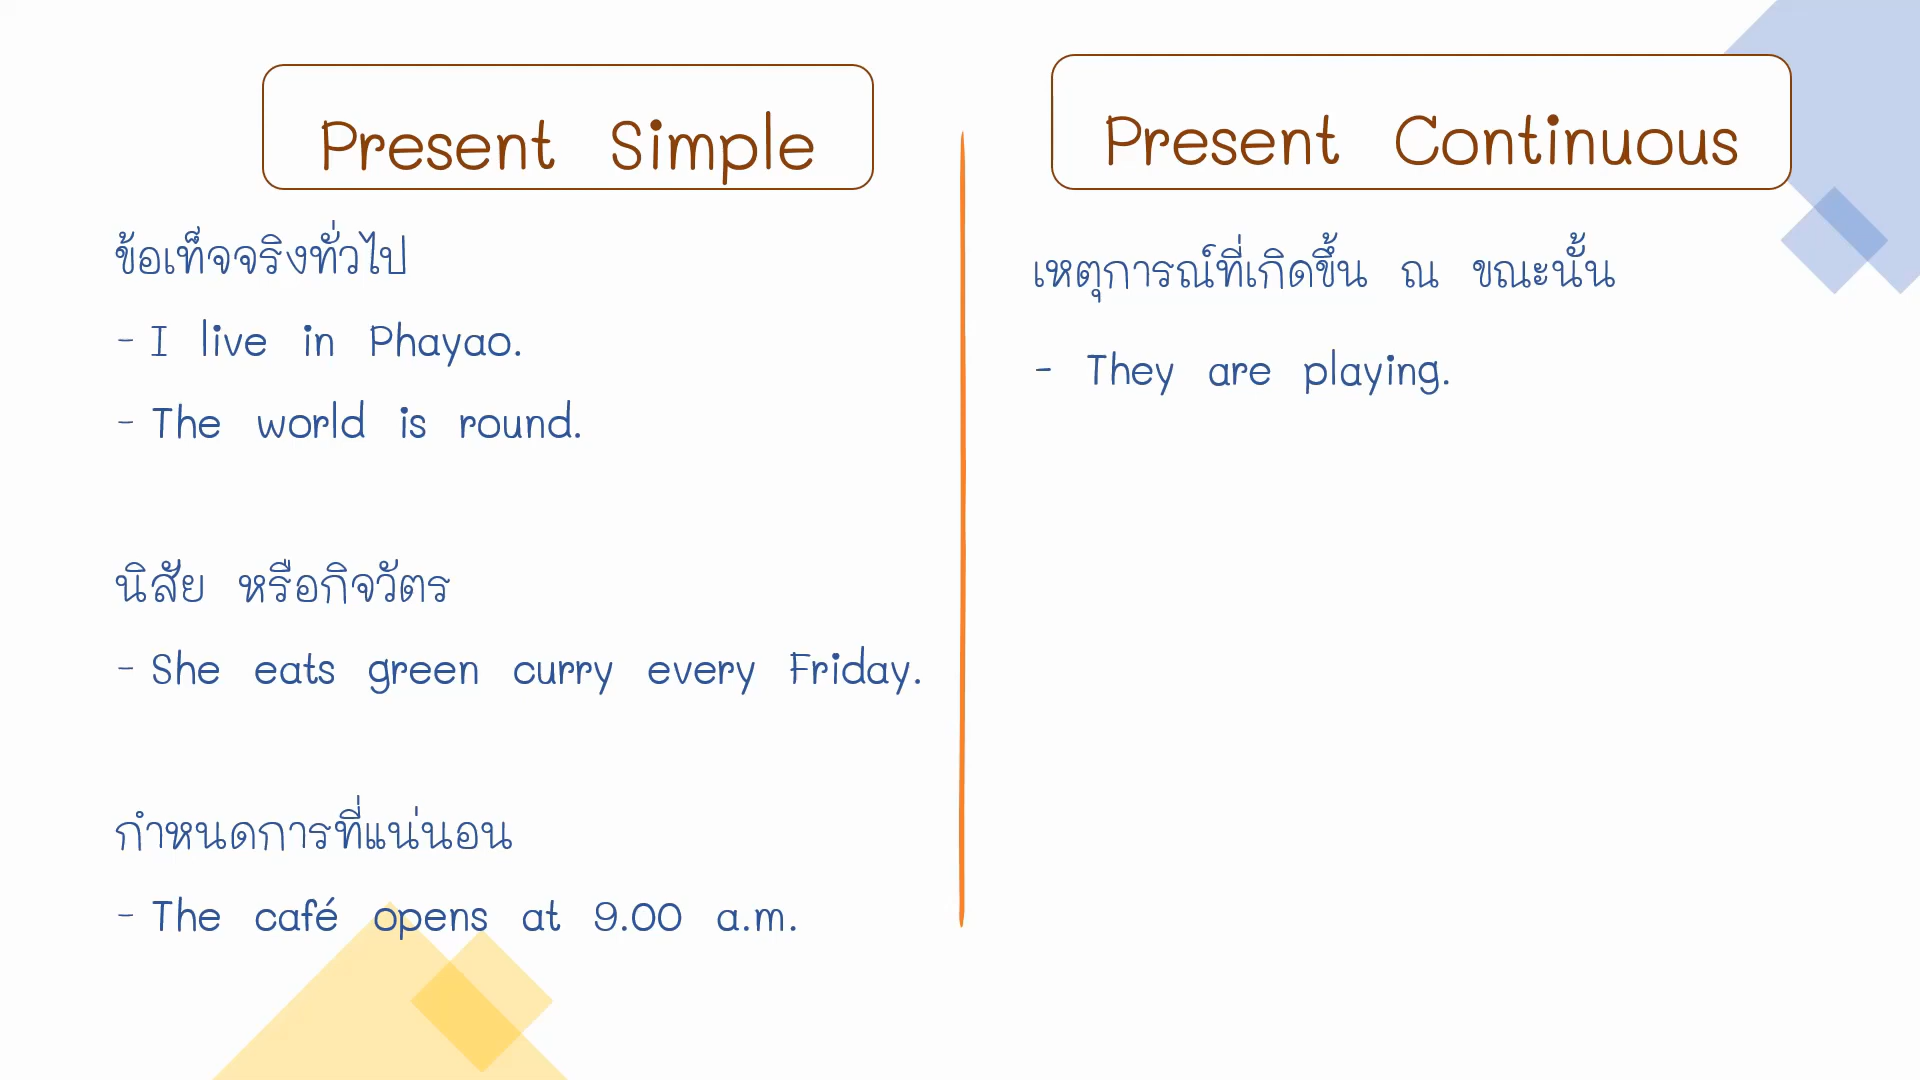 Present Simple
ข้อเท็จจริงทั่วไป
- I live in Phayao.
- The world is round.
นิสัย หรือกิจวัตร
- She eats green curry every Friday.
กำหนดการที่แน่นอน
- The café opens at 9.00 a.m.
Present Continuous
เหตุการณ์ที่เกิดขึ้น ณ ขณะนั้น
- They are playing.